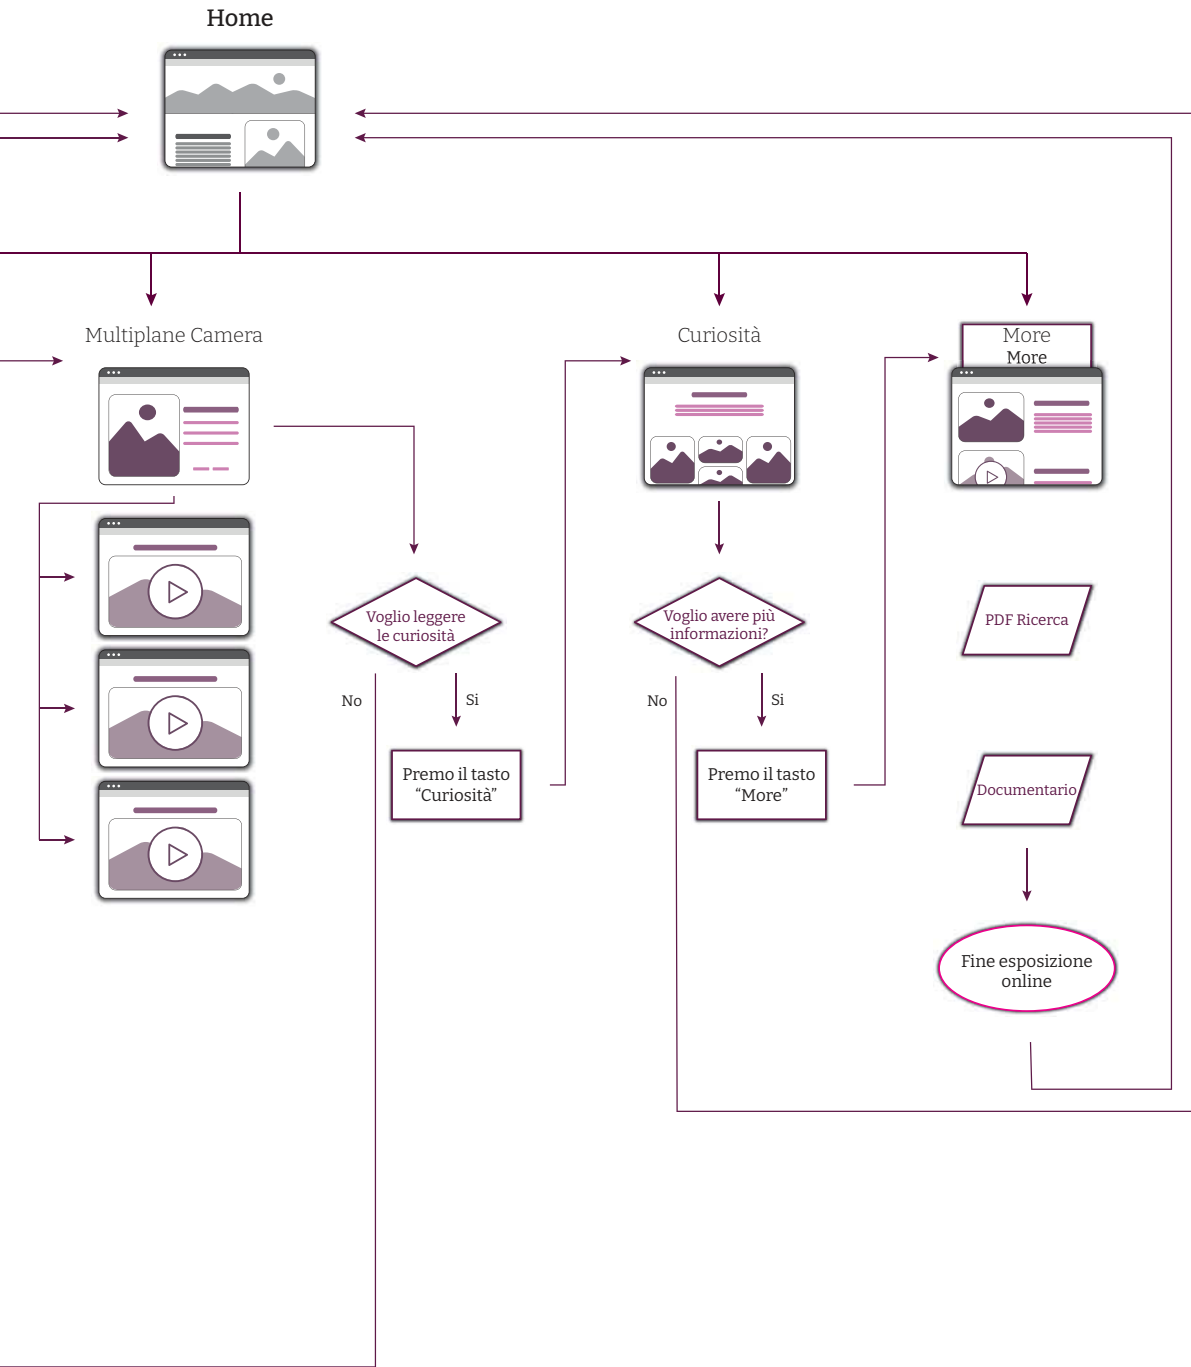 Home
Multiplane Camera
Curiosità
More
More
Voglio leggere
le curiosità
No
Si
Premo il tasto
“Curiosità”
Voglio avere più
informazioni?
No
Si
Premo il tasto
“More”
PDF Ricerca
Documentario
Fine esposizione
online